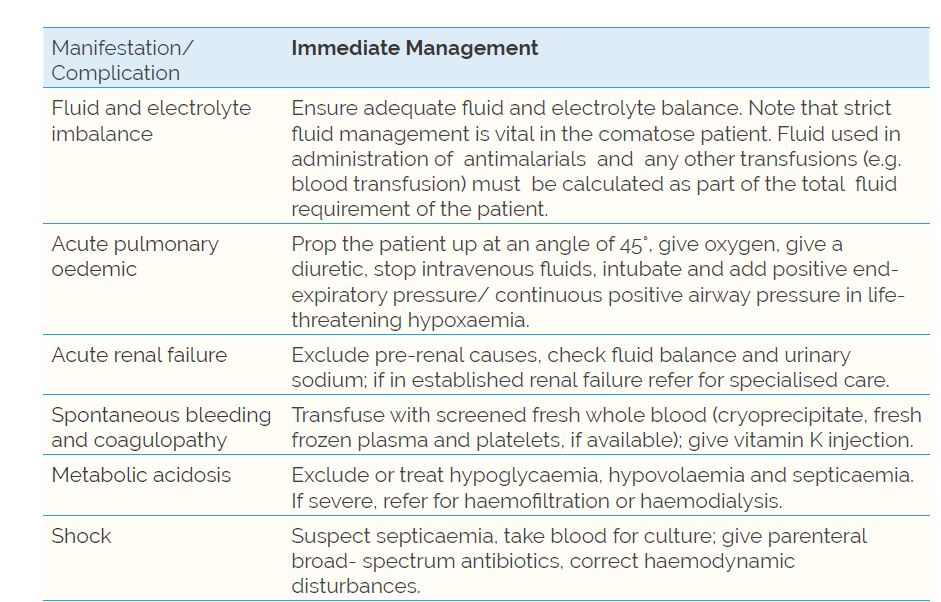 Manifestation/ Immediate Management
Complication
Fluid and electrolyte Ensure adequate fluid and electrolyte balance. Note that strict
imbalance fluid management is vital in the comatose patient. Fluid used in
administration of antimalarials and any other transfusions (e.g.
blood transfusion) must be calculated as part of the total fluid
requirement of the patient.
Acute pulmonary Prop the patient up at an angle of 45°, give oxygen, give a
oedemic diuretic, stop intravenous fluids, intubate and add positive end-
expiratory pressure/ continuous positive airway pressure in life-
threatening hypoxaemia.
Acute renal failure Exclude pre-renal causes, check fluid balance and urinary
sodium; if in established renal failure refer for specialised care.
Spontaneous bleeding Transfuse with screened fresh whole blood (cryoprecipitate, fresh
and coagulopathy frozen plasma and platelets, if available); give vitamin K injection.
Metabolic acidosis Exclude or treat hypoglycaemia, hypovolaemia and septicaemia.
If severe, refer for haemofiltration or haemodialysis.
Shock Suspect septicaemia, take blood for culture; give parenteral
broad- spectrum antibiotics, correct haemodynamic
disturbances.